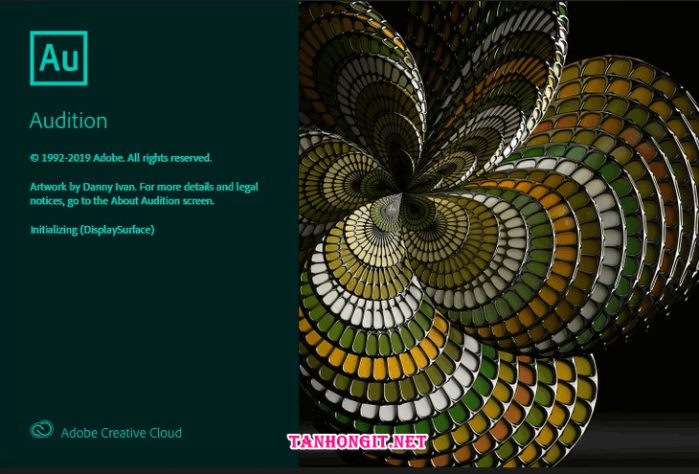 Au
Audition
© 1992-2019 Adobe. All rights reserved.
Artwork by Danny Ivan. For more details and legal
notices, go to the About Audition screen.
Initializing (DisplaySurface)
Adobe Creative Cloud
TANHONGIT.NET